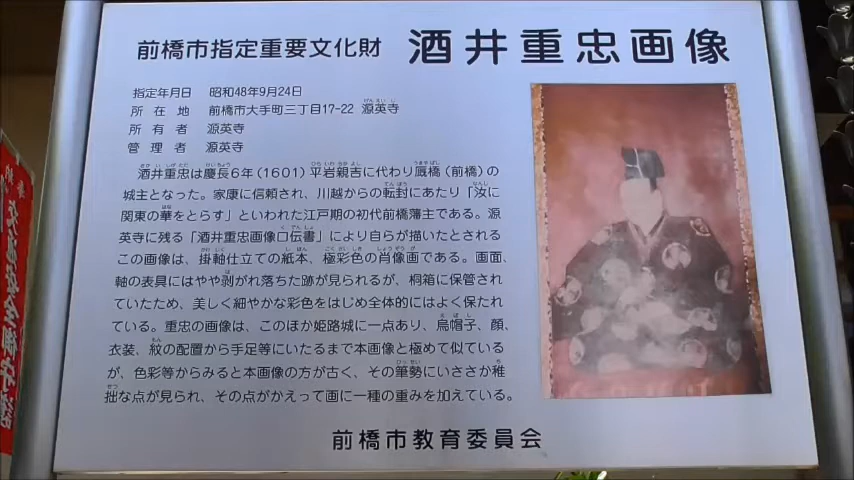 前橋市指定重要文化財 酒井重忠画像
指定年月日 昭和48年9月24日
所在地 前橋市大手町三丁目17-22 源英寺
所有者 源英寺
管理者 源英寺
酒井重忠は慶長6年(1601)平岩親吉に代わり厩橋(前橋)の
城主となった。家康に信頼され、川越からの転封にあたり「汝に
関東の華をとらす」といわれた江戸期の初代前橋藩主である。源
英寺に残る「酒井重忠画像口伝書」により自らが描いたとされる
この画像は、掛軸仕立ての紙本、極彩色の肖像画である。画面、
軸の表具にはやや剥がれ落ちた跡が見られるが、桐箱に保管され
ていたため、美しく細やかな彩色をはじめ全体的にはよく保たれ
ている。重忠の画像は、このほか姫路城に一点あり、烏帽子、顔、
衣装、紋の配置から手足等にいたるまで本画像と極めて似ている
が、色彩等からみると本画像の方が古く、その筆勢にいささか稚
拙な点が見られ、その点がかえって画に一種の重みを加えている。
前橋市教育委員会